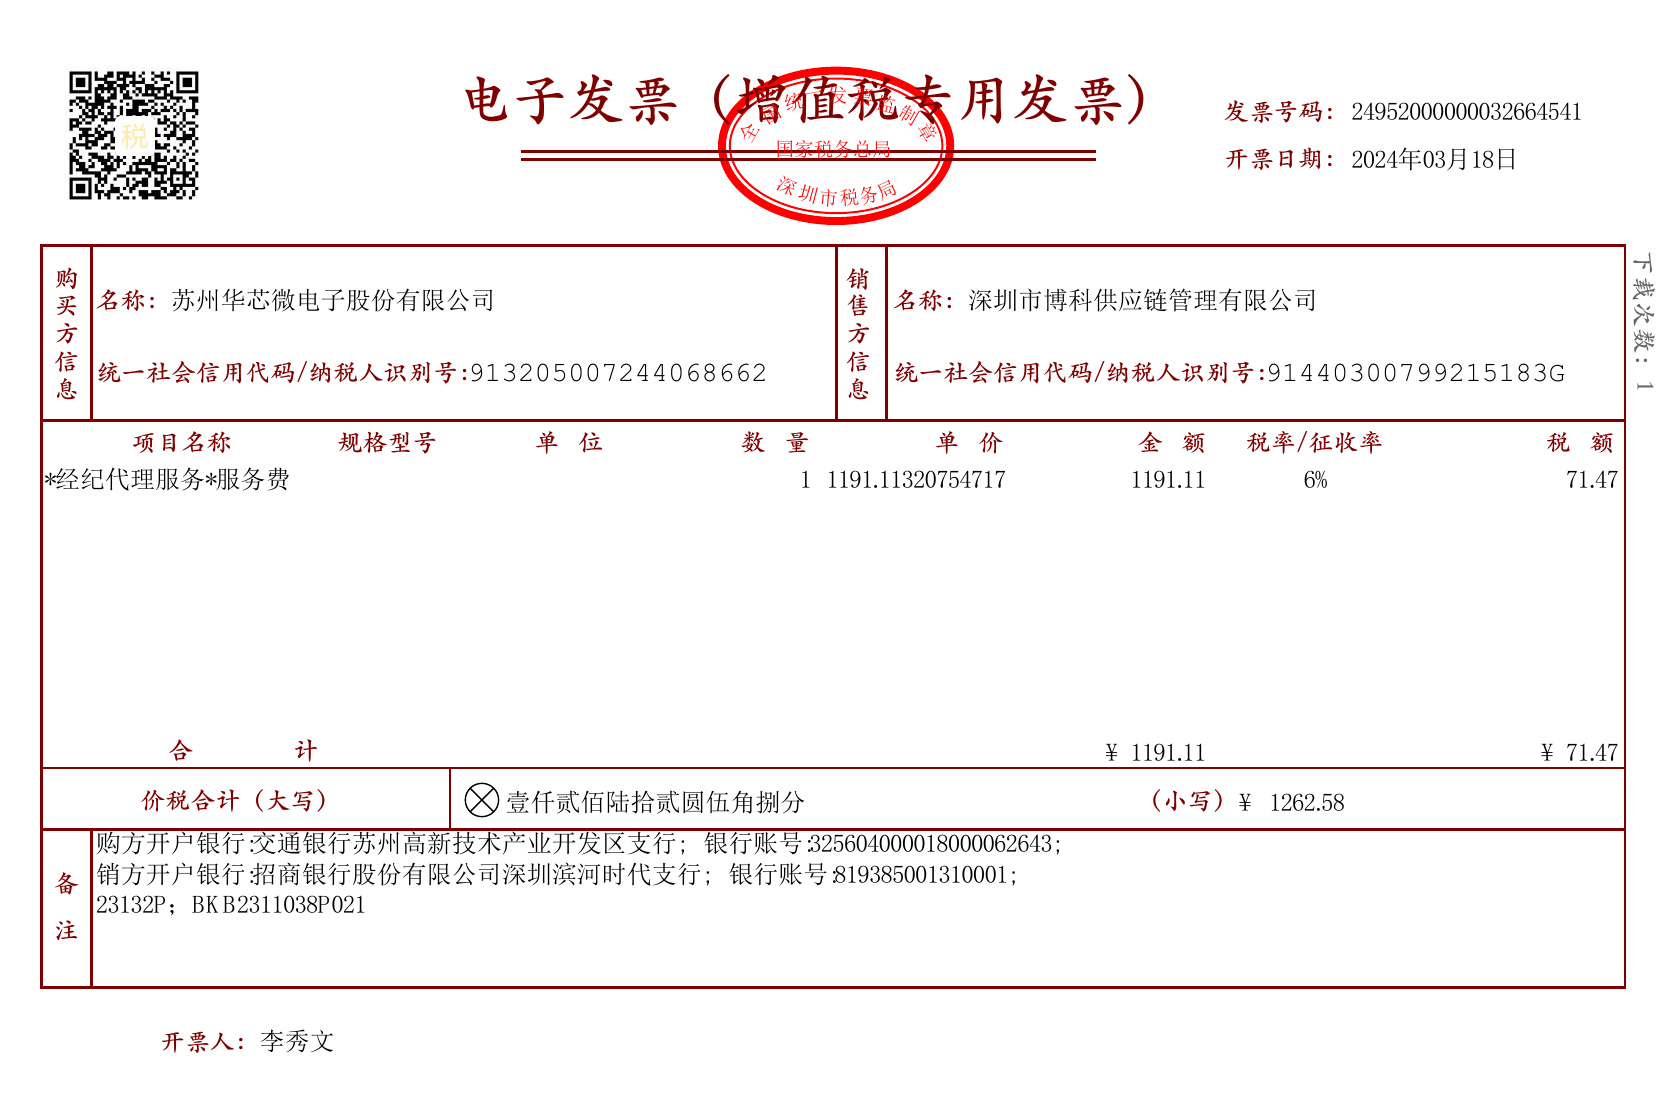 税
电子发票（增值税专用发票）
全国统一发票监制章
国家税务总局
深圳市税务局
发票号码：24952000000032664541
开票日期：2024年03月18日
购买方信息
名称：苏州华芯微电子股份有限公司
统一社会信用代码/纳税人识别号:913205007244068662
销售方信息
名称：深圳市博科供应链管理有限公司
统一社会信用代码/纳税人识别号:91440300799215183G
下载次数：1
项目名称 规格型号 单 位 数 量 单 价 金 额 税率/征收率 税 额
*经纪代理服务*服务费 1 1191.11320754717 1191.11 6% 71.47
合 计 ¥ 1191.11 ¥ 71.47
价税合计（大写） 壹仟贰佰陆拾贰圆伍角捌分 （小写）¥ 1262.58
备注
购方开户银行:交通银行苏州高新技术产业开发区支行; 银行账号:325604000018000062643;
销方开户银行:招商银行股份有限公司深圳滨河时代支行; 银行账号:819385001310001;
23132P；BKB2311038P021
开票人：李秀文